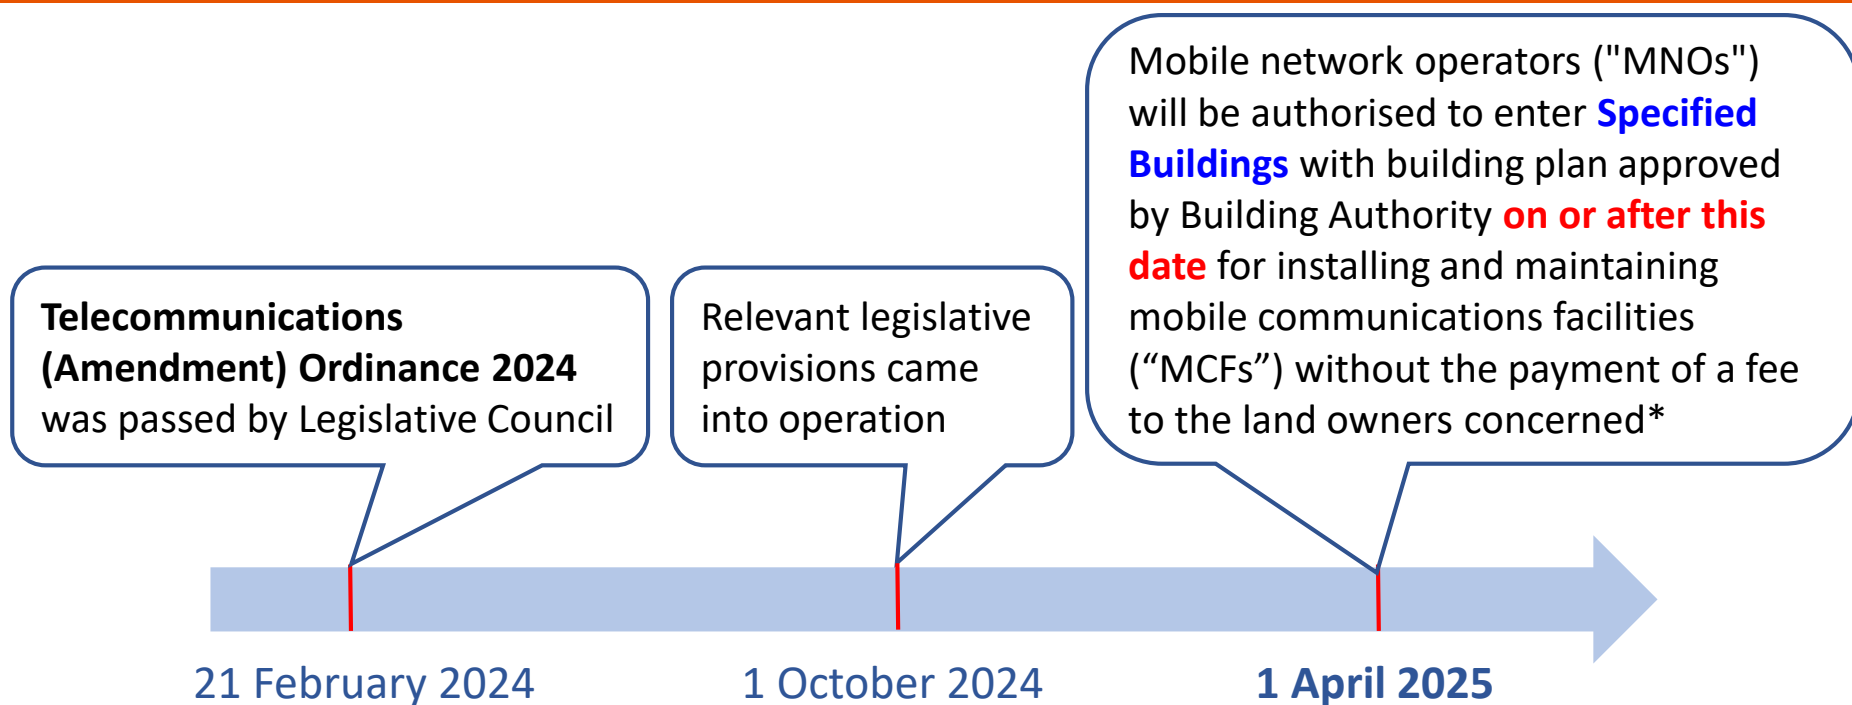 Telecommunications
(Amendment) Ordinance 2024
was passed by Legislative Council
Relevant legislative
provisions came
into operation
Mobile network operators ("MNOs")
will be authorised to enter Specified
Buildings with building plan approved
by Building Authority on or after this
date for installing and maintaining
mobile communications facilities
(“MCFs”) without the payment of a fee
to the land owners concerned*
21 February 2024
1 October 2024
1 April 2025